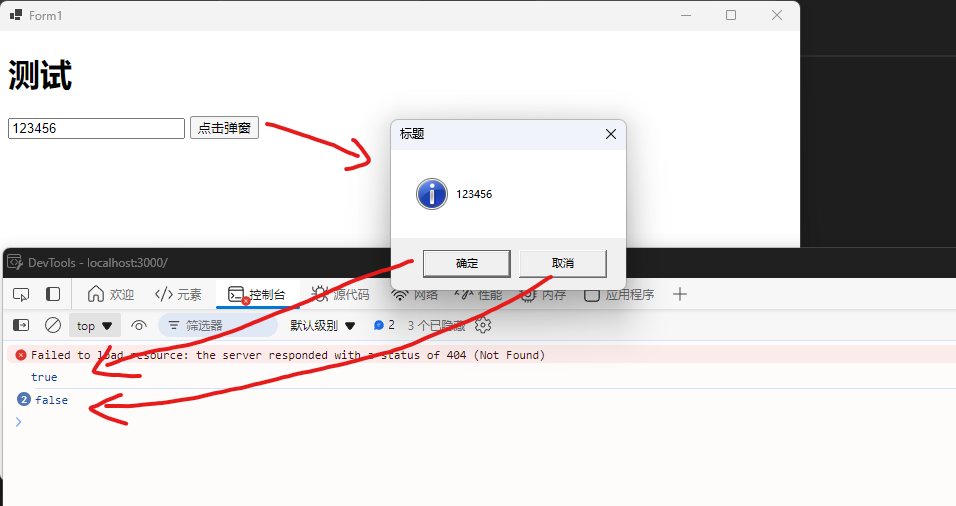 Form1
测试
123456
点击弹窗
标题
123456
确定
取消
DevTools - localhost:3000/
欢迎
元素
控制台
源代码
网络
性能
内存
应用程序
top
筛选器
默认级别
2
3 个已隐藏
Failed to load resource: the server responded with a status of 404 (Not Found)
true
2 false